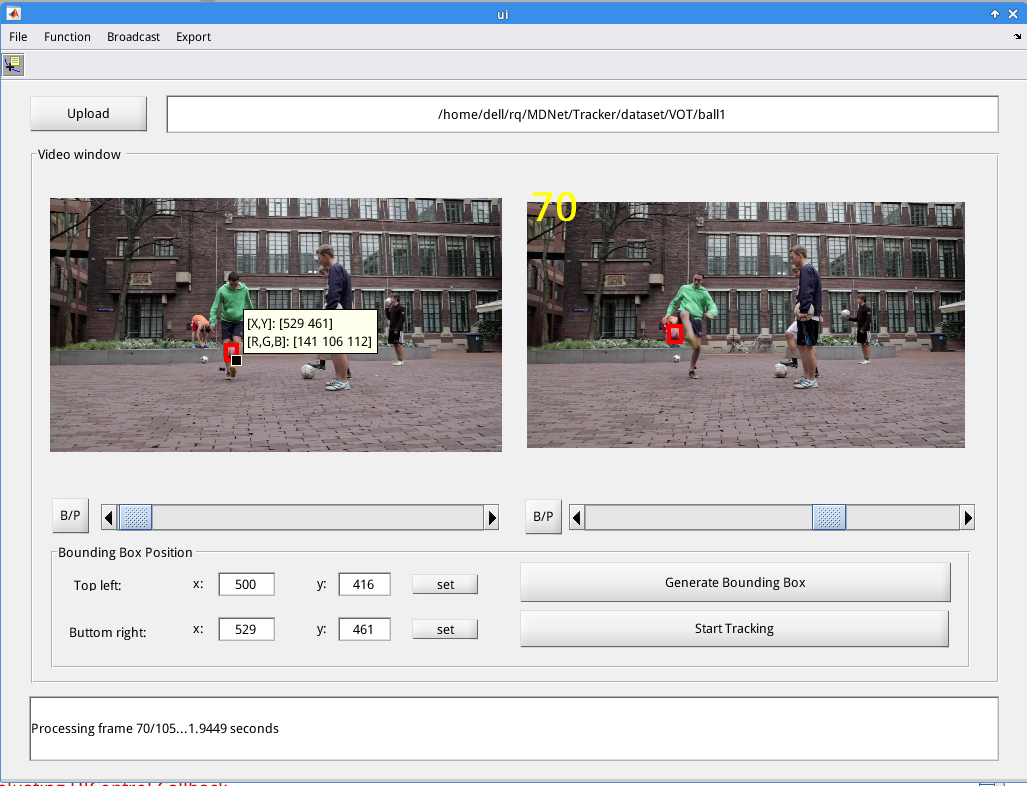 ui
File Function Broadcast Export
Upload
/home/dell/rq/MDNet/Tracker/dataset/VOT/ball1
Video window
70
[X,Y]: [529 461]
[R,G,B]: [141 106 112]
B/P
B/P
Bounding Box Position
Top left: x: 500 y: 416 set
Generate Bounding Box
Buttom right: x: 529 y: 461 set
Start Tracking
Processing frame 70/105...1.9449 seconds